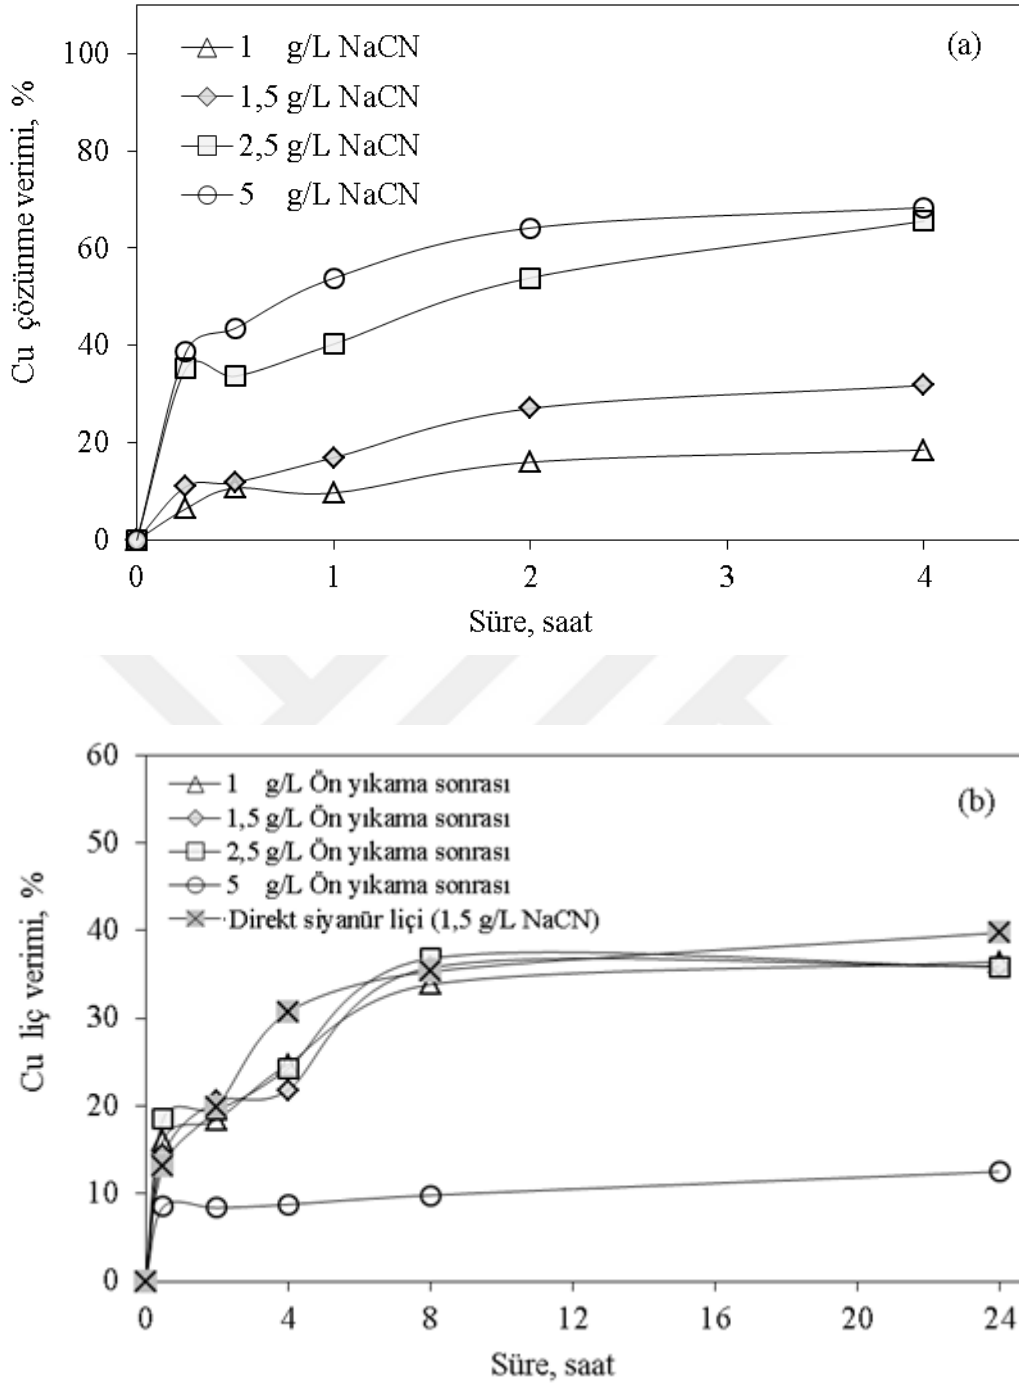 (a)
1 g/L NaCN
1,5 g/L NaCN
2,5 g/L NaCN
5 g/L NaCN
Cu çözünme verimi, %
100
80
60
40
20
0
0 1 2 3 4
Süre, saat
(b)
1 g/L Ön yıkama sonrası
1,5 g/L Ön yıkama sonrası
2,5 g/L Ön yıkama sonrası
5 g/L Ön yıkama sonrası
Direkt siyanür liçi (1,5 g/L NaCN)
Cu liç verimi, %
60
50
40
30
20
10
0
0 4 8 12 16 20 24
Süre, saat